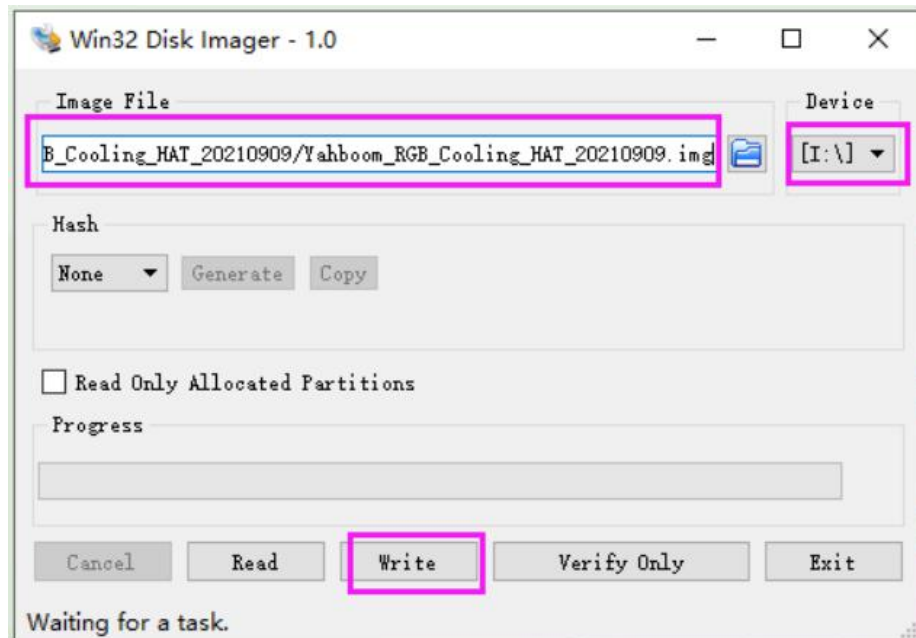 Win32 Disk Imager - 1.0
Image File
Device
B_Cooling_HAT_20210909/Yahboom_RGB_Cooling_HAT_20210909.img
[I:\]
Hash
None
Generate
Copy
Read Only Allocated Partitions
Progress
Cancel
Read
Write
Verify Only
Exit
Waiting for a task.